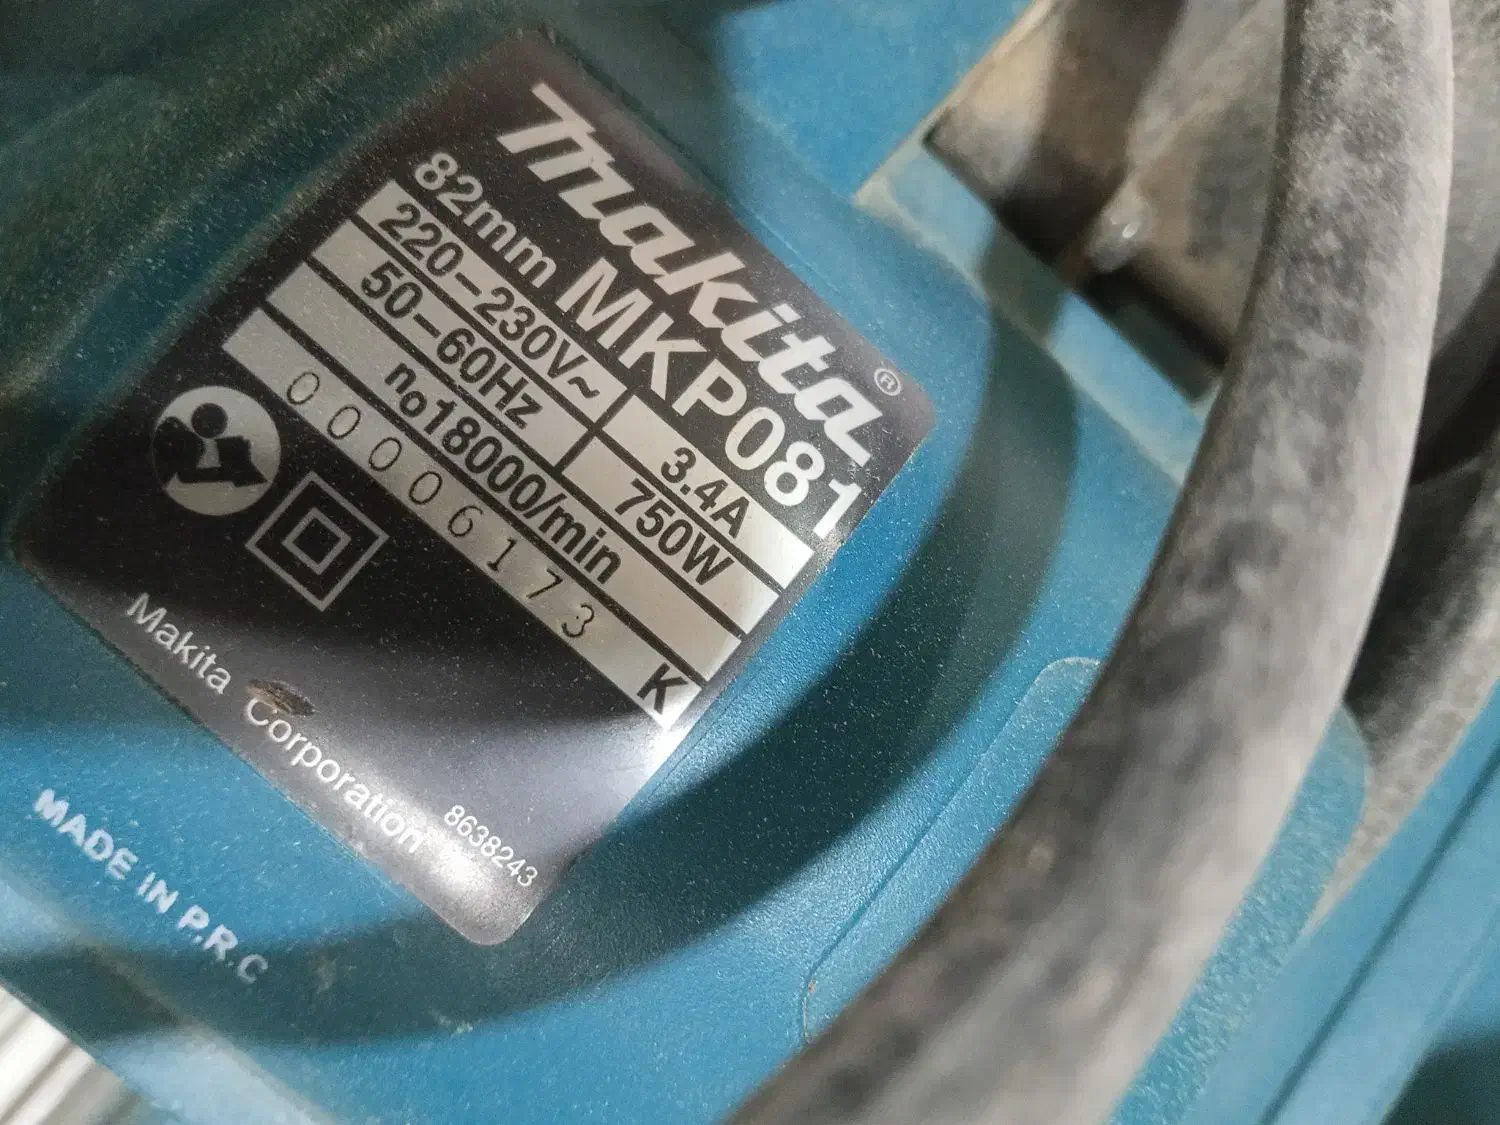 makita®
82mm MKP081
220–230V~ 3.4A
50–60Hz 750W
no18000/min
00006173 K
Makita Corporation
8638243
MADE IN P.R.C